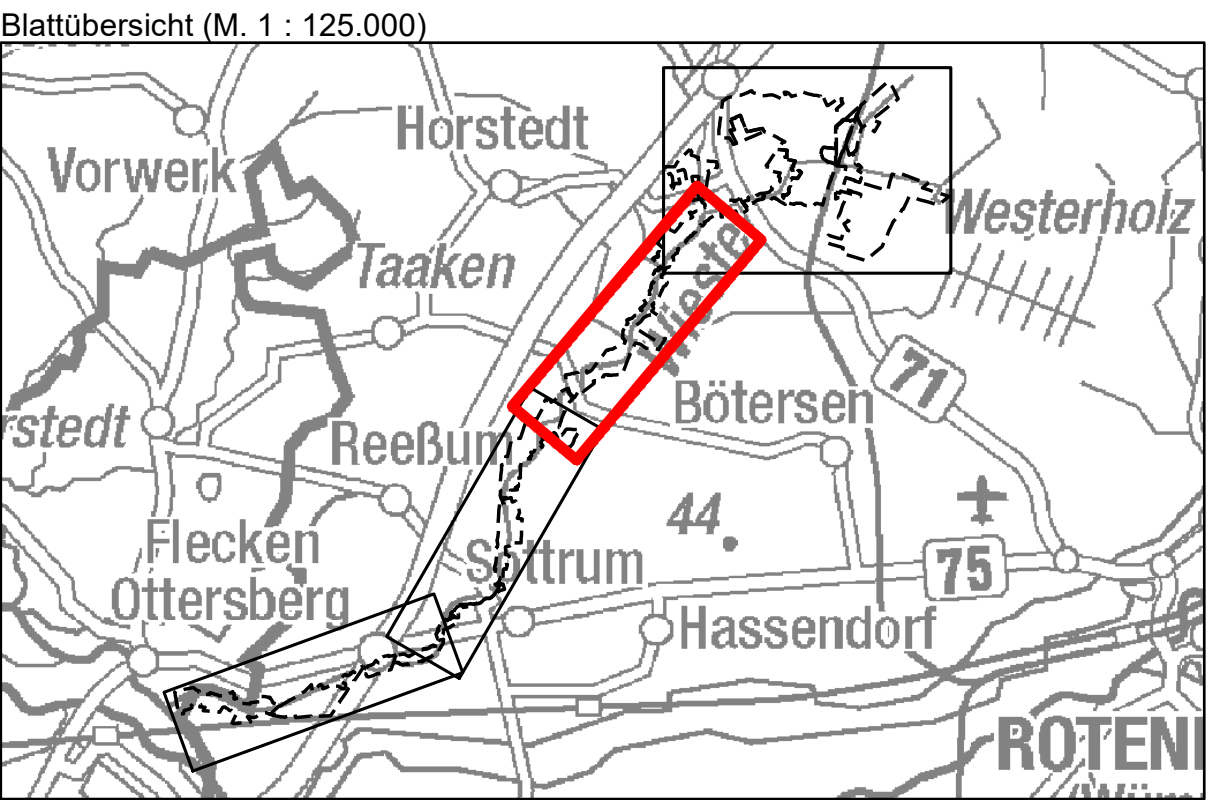 Blattübersicht (M. 1 : 125.000)
Horstedt
Vorwerk
Westerholz
Taaken
Wieste
71
Bötersen
rstedt
Reeßum
44
Flecken
Ottersberg
Sottrum
75
Hassendorf
ROTEN